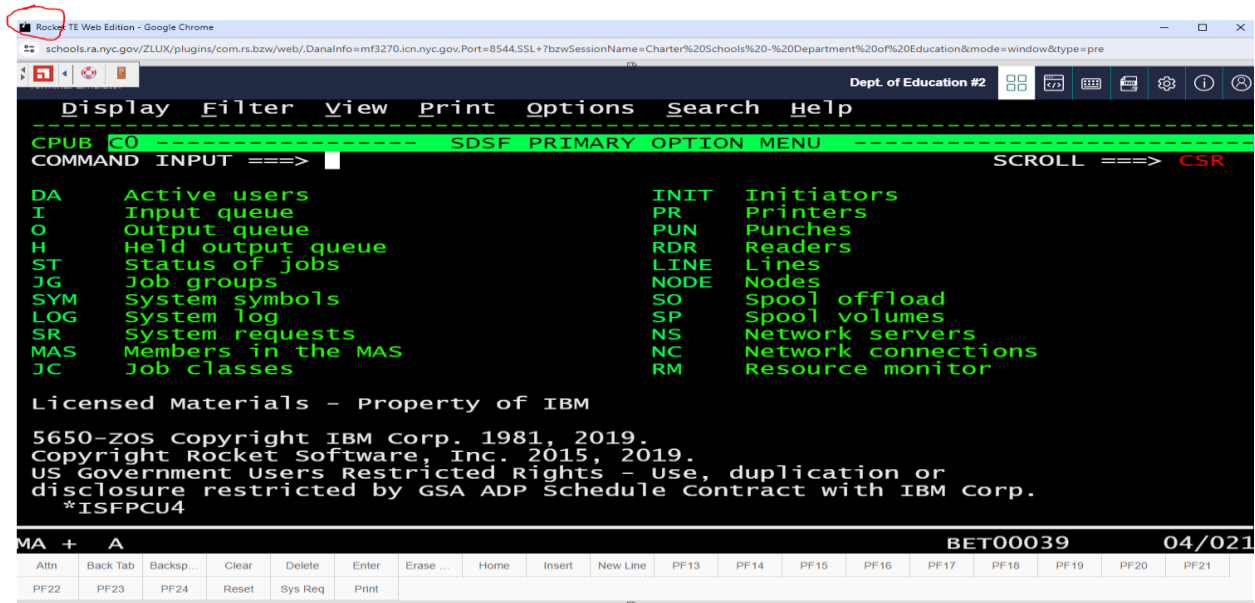 Rocket TE Web Edition - Google Chrome
schools.ra.nyc.gov/ZLUX/plugins/com.rs.bzw/web/,DanaInfo=mf3270.icn.nyc.gov,Port=8544,SSL+?bzwSessionName=Charter%20Schools%20-%20Department%20of%20Education&mode=window&type=pre
Dept. of Education #2
Display Filter View Print Options Search Help
CPUB C0 ----------------- SDSF PRIMARY OPTION MENU --------------------------
COMMAND INPUT ===> SCROLL ===> CSR
DA Active users INIT Initiators
I Input queue PR Printers
O Output queue PUN Punches
H Held output queue RDR Readers
ST Status of jobs LINE Lines
JG Job groups NODE Nodes
SYM System symbols SO Spool offload
LOG System log SP Spool volumes
SR System requests NS Network servers
MAS Members in the MAS NC Network connections
JC Job classes RM Resource monitor
Licensed Materials - Property of IBM
5650-ZOS Copyright IBM Corp. 1981, 2019.
Copyright Rocket Software, Inc. 2015, 2019.
US Government Users Restricted Rights - Use, duplication or
disclosure restricted by GSA ADP Schedule Contract with IBM Corp.
*ISFPCU4
MA + A BET00039 04/021
Attn Back Tab Backsp... Clear Delete Enter Erase ... Home Insert New Line PF13 PF14 PF15 PF16 PF17 PF18 PF19 PF20 PF21
PF22 PF23 PF24 Reset Sys Req Print